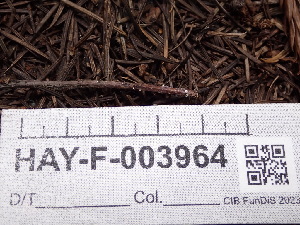 HAY-F-003964
D/T Col.
CIB FunDiS 2023